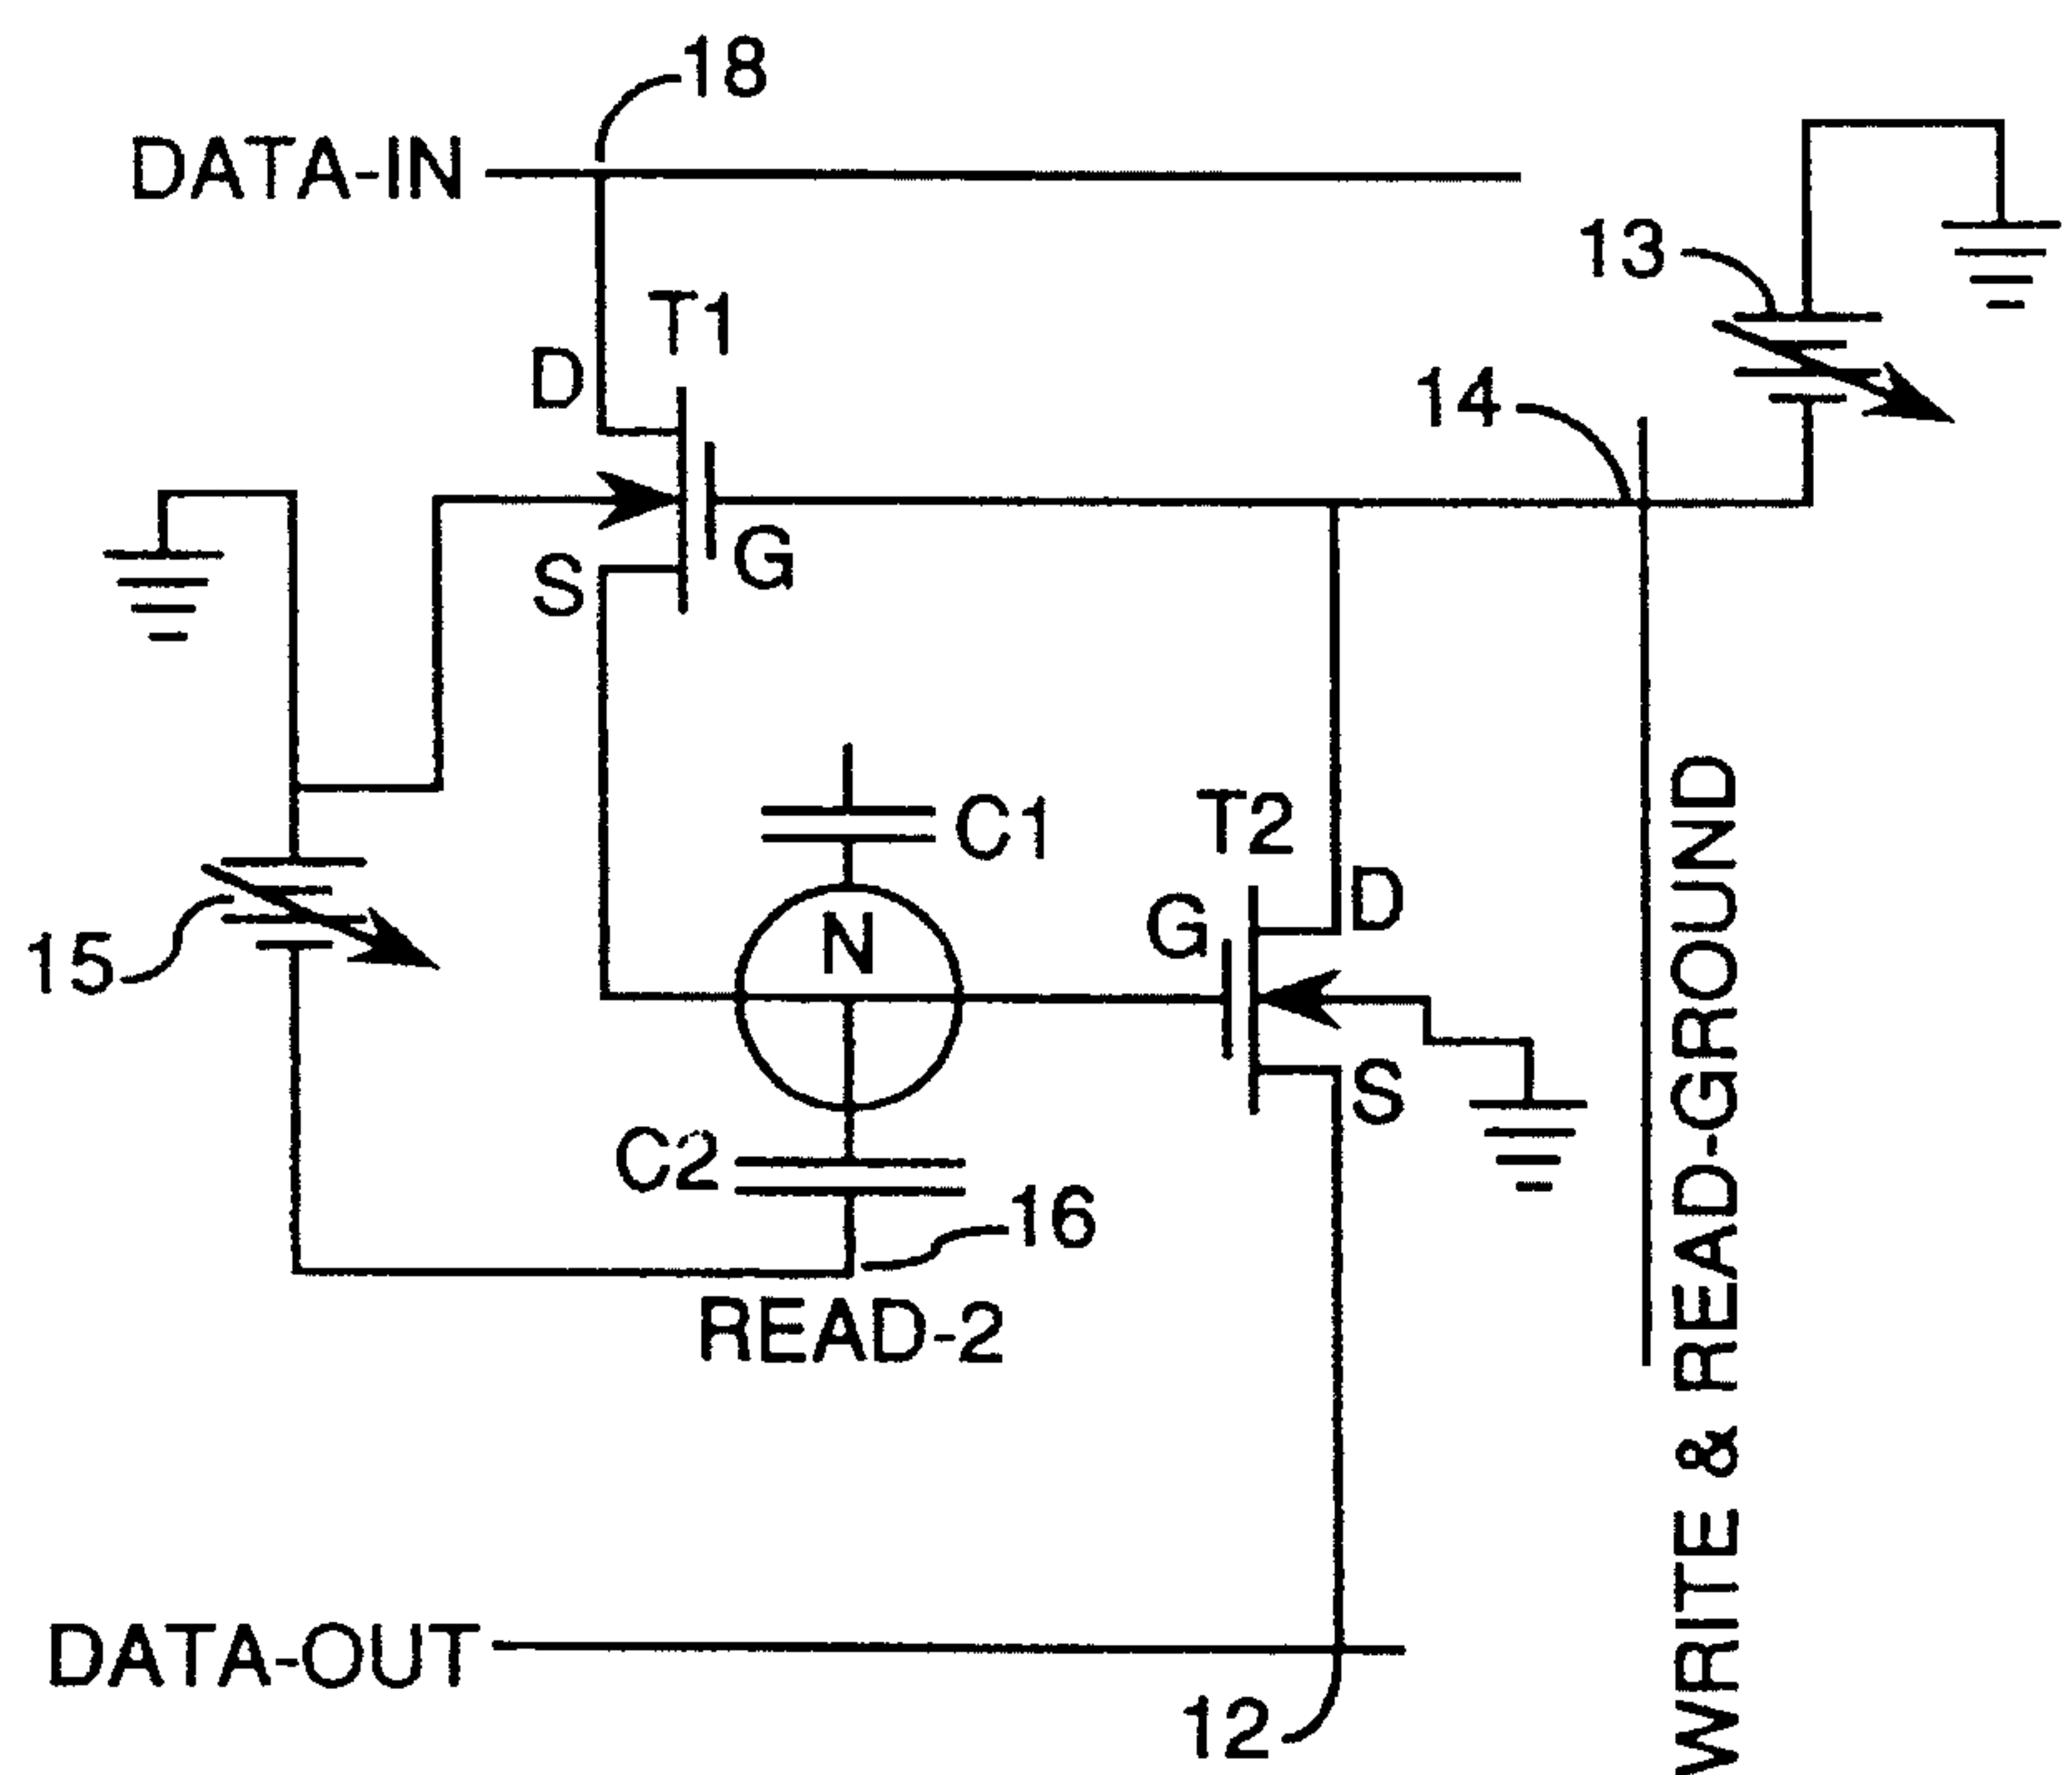 18
DATA-IN
13
T1
D
14
G
S
C1
T2
N
G
D
15
S
C2
16
READ-2
WRITE & READ-GROUND
DATA-OUT
12